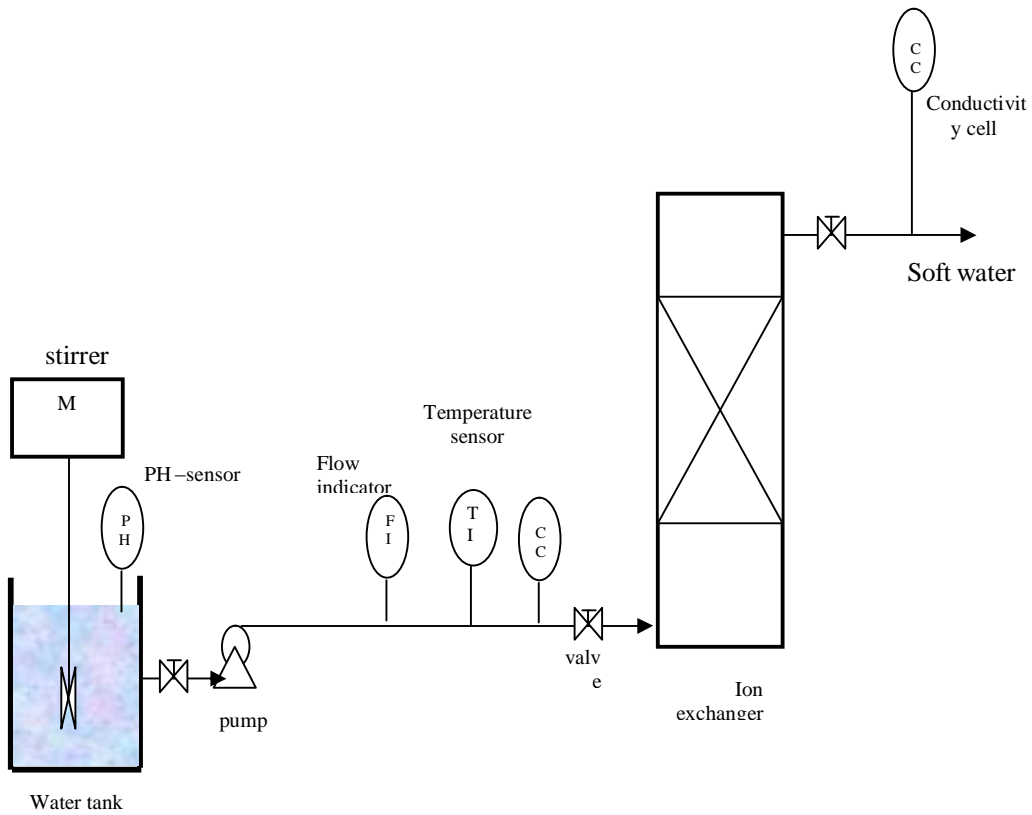 C
C
Conductivit
y cell
Soft water
stirrer
M
Temperature
sensor
PH–sensor
Flow
indicator
P
H
F
I
T
I
C
C
valv
e
pump
Ion
exchanger
Water tank